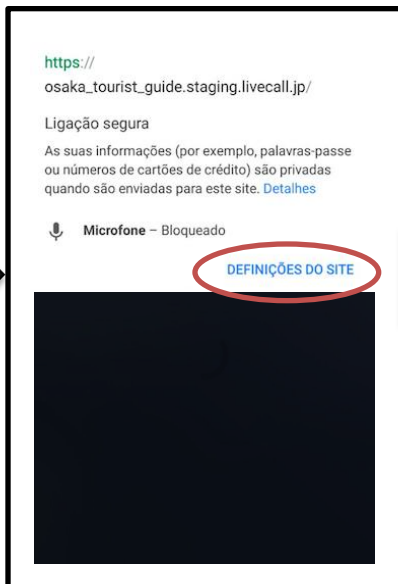 https://
osaka_tourist_guide.staging.livecall.jp/
Ligação segura
As suas informações (por exemplo, palavras-passe
ou números de cartões de crédito) são privadas
quando são enviadas para este site. Detalhes
Microfone – Bloqueado
DEFINIÇÕES DO SITE